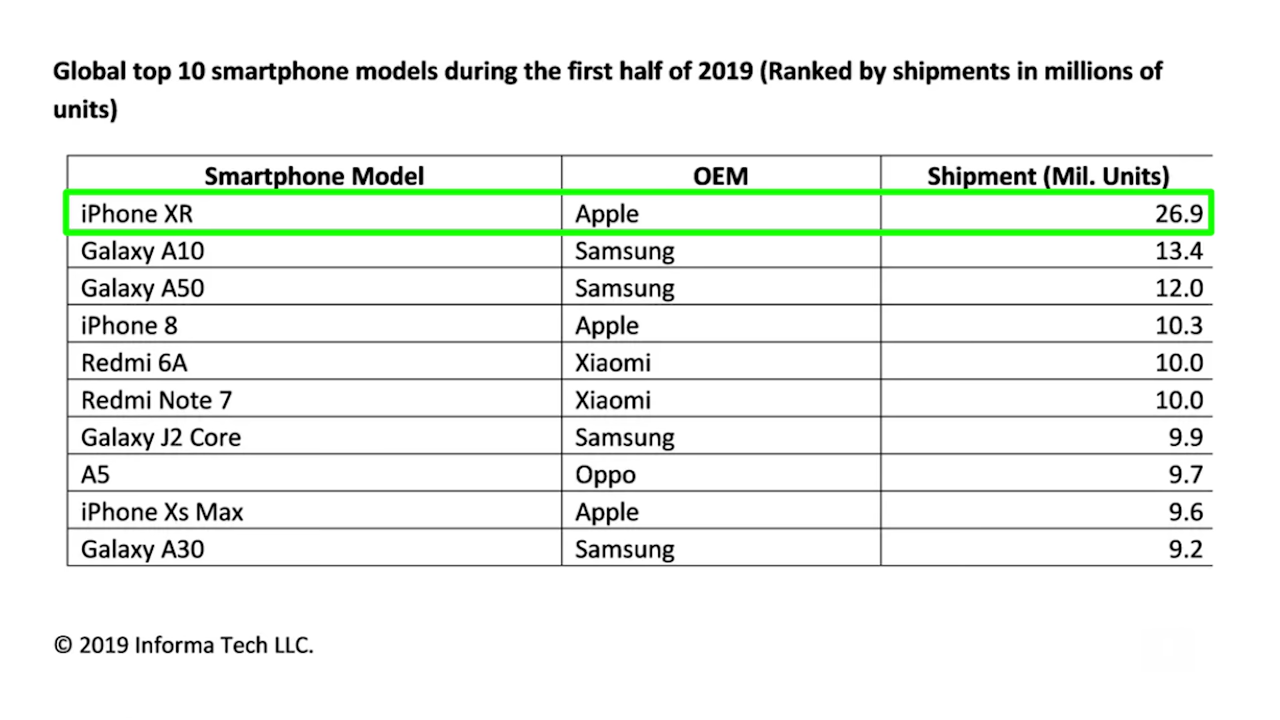 Global top 10 smartphone models during the first half of 2019 (Ranked by shipments in millions of
units)
Smartphone Model OEM Shipment (Mil. Units)
iPhone XR Apple 26.9
Galaxy A10 Samsung 13.4
Galaxy A50 Samsung 12.0
iPhone 8 Apple 10.3
Redmi 6A Xiaomi 10.0
Redmi Note 7 Xiaomi 10.0
Galaxy J2 Core Samsung 9.9
A5 Oppo 9.7
iPhone Xs Max Apple 9.6
Galaxy A30 Samsung 9.2
© 2019 Informa Tech LLC.